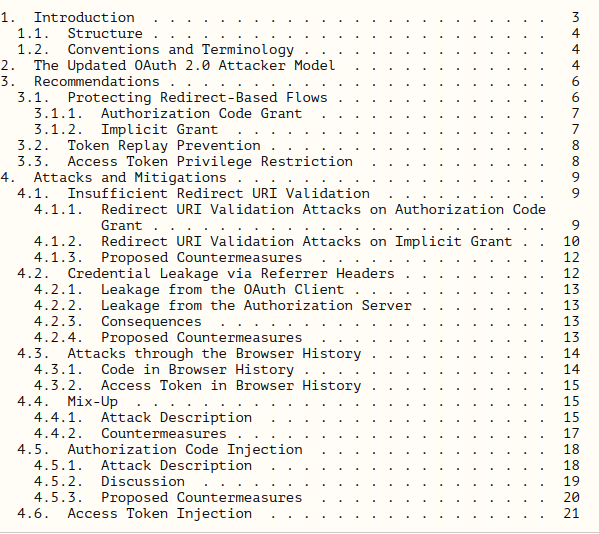 1.  Introduction  . . . . . . . . . . . . . . . . . . . . . . . .   3
  1.1.  Structure . . . . . . . . . . . . . . . . . . . . . . . .   4
  1.2.  Conventions and Terminology . . . . . . . . . . . . . . .   4
2.  The Updated OAuth 2.0 Attacker Model  . . . . . . . . . . . .   4
3.  Recommendations . . . . . . . . . . . . . . . . . . . . . . .   6
  3.1.  Protecting Redirect-Based Flows . . . . . . . . . . . . .   6
    3.1.1.  Authorization Code Grant  . . . . . . . . . . . . . .   7
    3.1.2.  Implicit Grant  . . . . . . . . . . . . . . . . . . .   7
  3.2.  Token Replay Prevention . . . . . . . . . . . . . . . . .   8
  3.3.  Access Token Privilege Restriction  . . . . . . . . . . .   8
4.  Attacks and Mitigations . . . . . . . . . . . . . . . . . . .   9
  4.1.  Insufficient Redirect URI Validation  . . . . . . . . . .   9
    4.1.1.  Redirect URI Validation Attacks on Authorization Code
            Grant . . . . . . . . . . . . . . . . . . . . . . . .   9
    4.1.2.  Redirect URI Validation Attacks on Implicit Grant . .  10
    4.1.3.  Proposed Countermeasures  . . . . . . . . . . . . . .  12
  4.2.  Credential Leakage via Referrer Headers . . . . . . . . .  12
    4.2.1.  Leakage from the OAuth Client . . . . . . . . . . . .  13
    4.2.2.  Leakage from the Authorization Server . . . . . . . .  13
    4.2.3.  Consequences  . . . . . . . . . . . . . . . . . . . .  13
    4.2.4.  Proposed Countermeasures  . . . . . . . . . . . . . .  13
  4.3.  Attacks through the Browser History . . . . . . . . . . .  14
    4.3.1.  Code in Browser History . . . . . . . . . . . . . . .  14
    4.3.2.  Access Token in Browser History . . . . . . . . . . .  15
  4.4.  Mix-Up  . . . . . . . . . . . . . . . . . . . . . . . . .  15
    4.4.1.  Attack Description  . . . . . . . . . . . . . . . . .  15
    4.4.2.  Countermeasures . . . . . . . . . . . . . . . . . . .  17
  4.5.  Authorization Code Injection  . . . . . . . . . . . . . .  18
    4.5.1.  Attack Description  . . . . . . . . . . . . . . . . .  18
    4.5.2.  Discussion  . . . . . . . . . . . . . . . . . . . . .  19
    4.5.3.  Proposed Countermeasures  . . . . . . . . . . . . . .  20
  4.6.  Access Token Injection  . . . . . . . . . . . . . . . . .  21